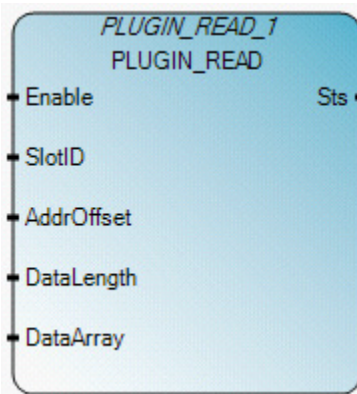 PLUGIN_READ_1
PLUGIN_READ
Enable Sts
SlotID
AddrOffset
DataLength
DataArray